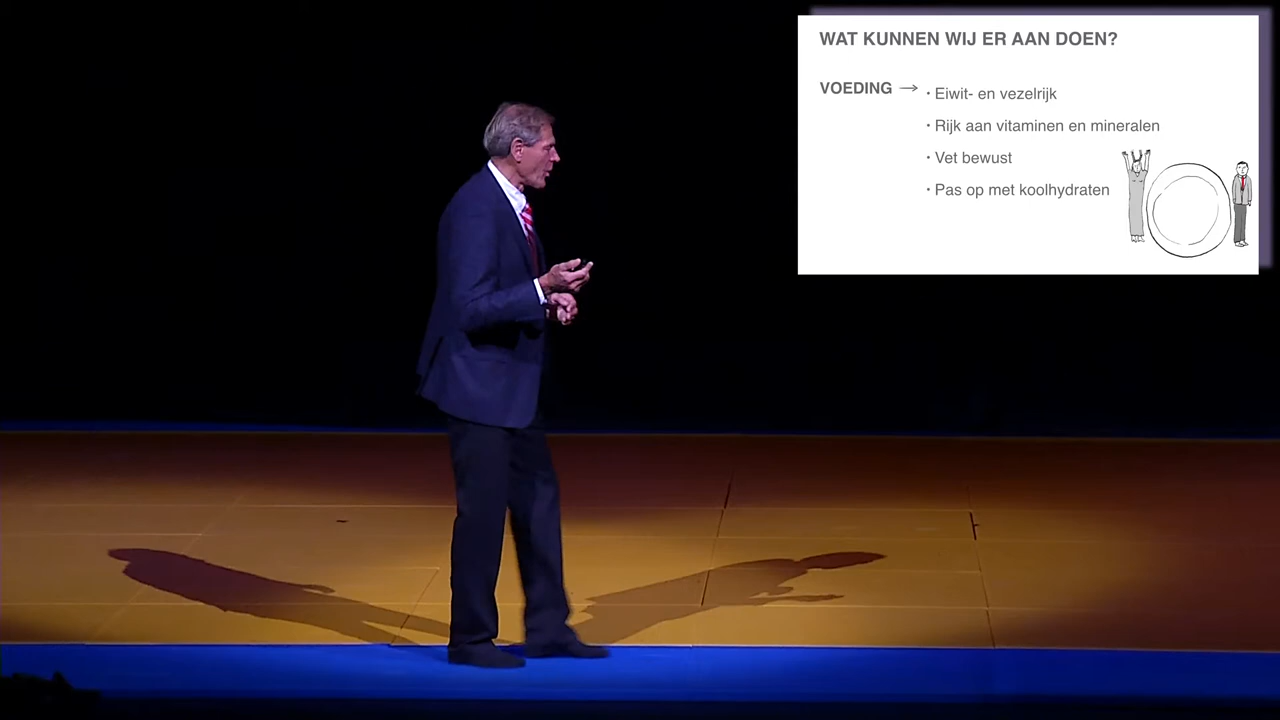 WAT KUNNEN WIJ ER AAN DOEN?
VOEDING → · Eiwit- en vezelrijk
· Rijk aan vitaminen en mineralen
· Vet bewust
· Pas op met koolhydraten